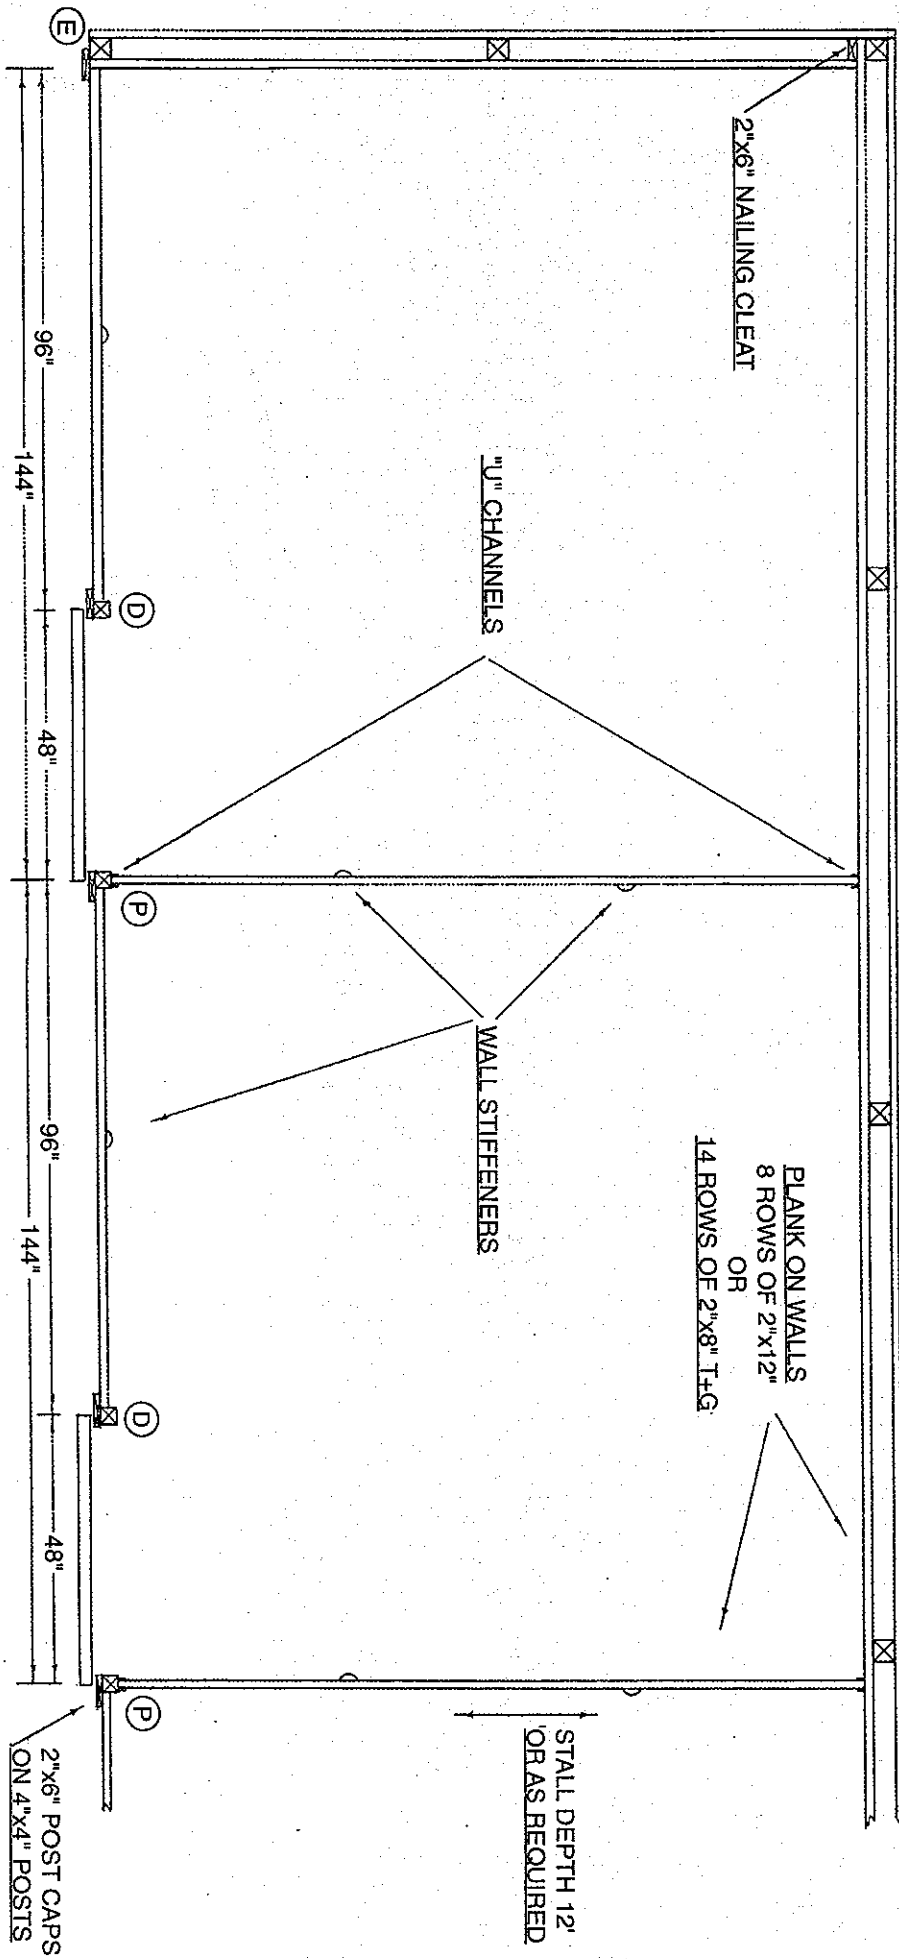 E
2"x6" NAILING CLEAT
"U" CHANNELS
PLANK ON WALLS
8 ROWS OF 2"x12"
OR
14 ROWS OF 2"x8" T+G
WALL STIFFENERS
STALL DEPTH 12'
'OR AS REQUIRED
D
P
D
P
96"
48"
96"
48"
144"
144"
2"x6" POST CAPS
ON 4"x4" POSTS